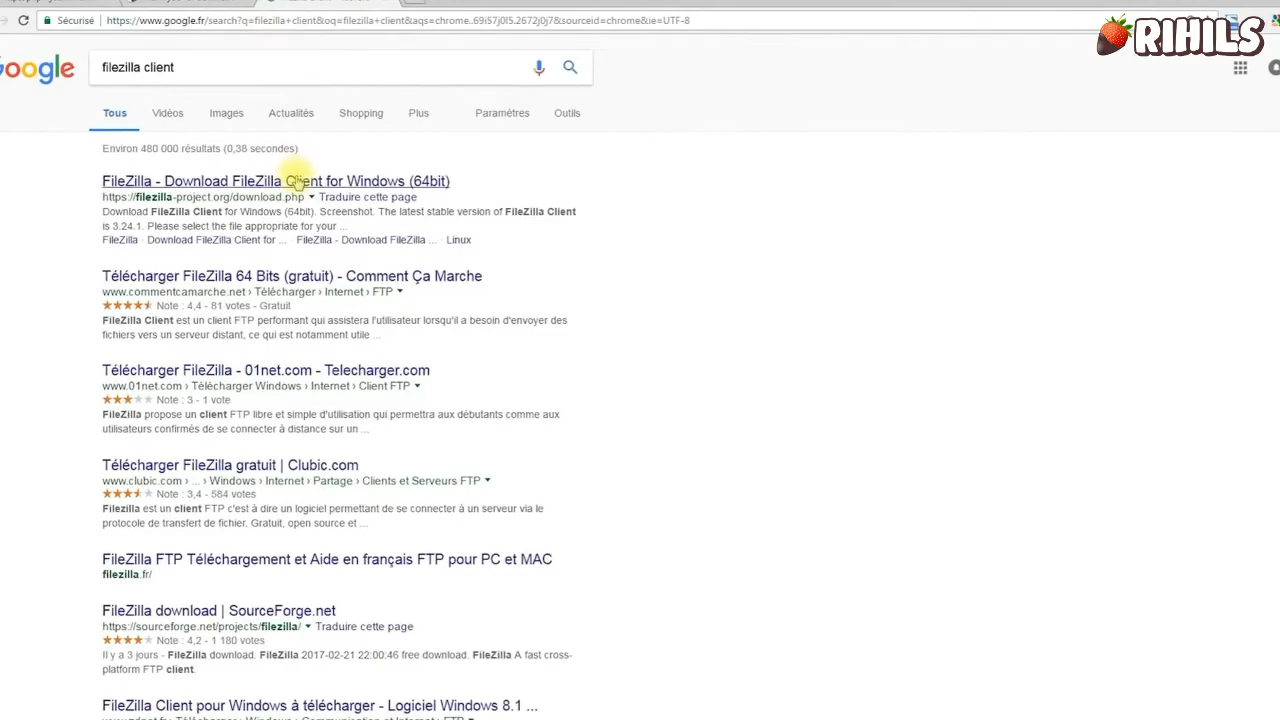 Sécurisé https://www.google.fr/search?q=filezilla+client&oq=filezilla+client&aqs=chrome..69i57j0l5.2672j0j7&sourceid=chrome&ie=UTF-8
RIHILS
oogle filezilla client
Tous Vidéos Images Actualités Shopping Plus Paramètres Outils
Environ 480 000 résultats (0,38 secondes)
FileZilla - Download FileZilla Client for Windows (64bit)
https://filezilla-project.org/download.php Traduire cette page
Download FileZilla Client for Windows (64bit). Screenshot. The latest stable version of FileZilla Client
is 3.24.1. Please select the file appropriate for your ...
FileZilla · Download FileZilla Client for ... · FileZilla - Download FileZilla ... · Linux
Télécharger FileZilla 64 Bits (gratuit) - Comment Ça Marche
www.commentcamarche.net › Télécharger › Internet › FTP
Note : 4,4 - 81 votes - Gratuit
FileZilla Client est un client FTP performant qui assistera l'utilisateur lorsqu'il a besoin d'envoyer des
fichiers vers un serveur distant, ce qui est notamment utile ...
Télécharger FileZilla - 01net.com - Telecharger.com
www.01net.com › Télécharger Windows › Internet › Client FTP
Note : 3 - 1 vote
FileZilla propose un client FTP libre et simple d'utilisation qui permettra aux débutants comme aux
utilisateurs confirmés de se connecter à distance sur un ...
Télécharger FileZilla gratuit | Clubic.com
www.clubic.com › ... › Windows › Internet › Partage › Clients et Serveurs FTP
Note : 3,4 - 584 votes
FileZilla est un client FTP c'est à dire un logiciel permettant de se connecter à un serveur via le
protocole de transfert de fichier. Gratuit, open source et ...
FileZilla FTP Téléchargement et Aide en français FTP pour PC et MAC
filezilla.fr/
FileZilla download | SourceForge.net
https://sourceforge.net/projects/filezilla/ Traduire cette page
Note : 4,2 - 1 180 votes
Il y a 3 jours - FileZilla download. FileZilla 2017-02-21 22:00:46 free download. FileZilla A fast cross-
platform FTP client.
FileZilla Client pour Windows à télécharger - Logiciel Windows 8.1 ...